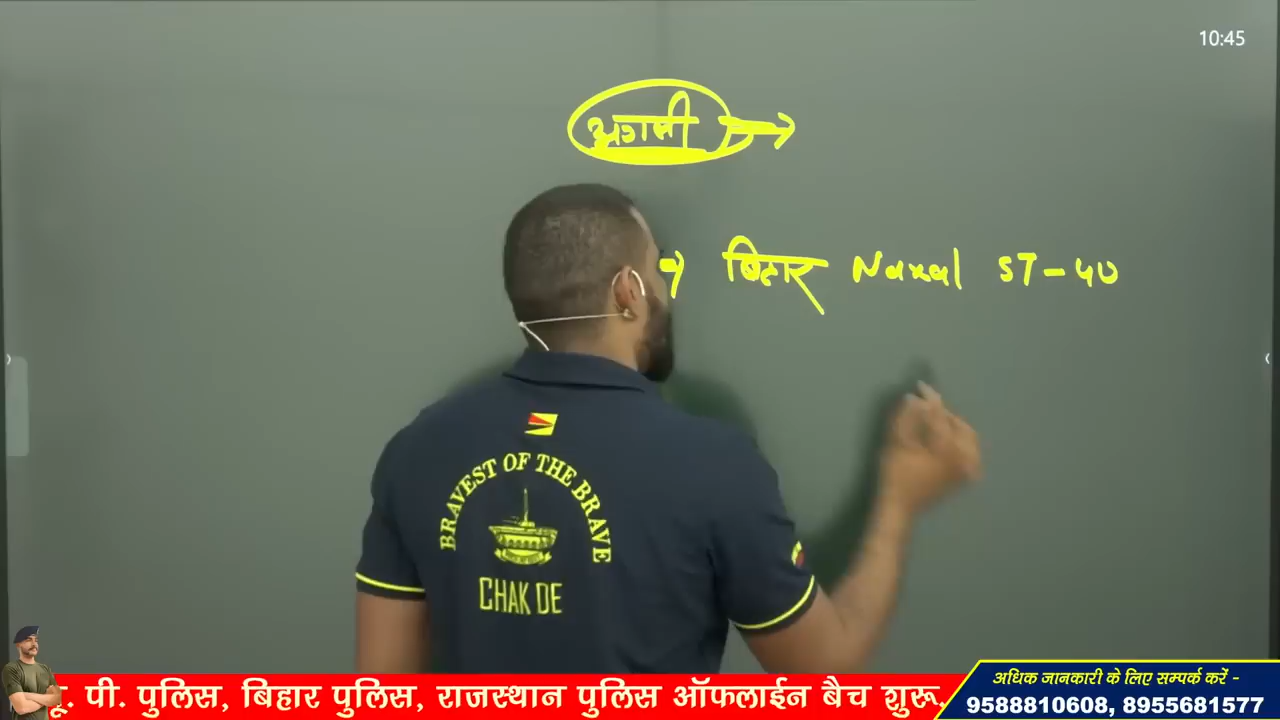 10:45
अगली →
→ बिहार Naxal ST-40
BRAVEST OF THE BRAVE
CHAK DE
यू. पी. पुलिस, बिहार पुलिस, राजस्थान पुलिस ऑफलाईन बैच शुरू.
अधिक जानकारी के लिए सम्पर्क करें -
9588810608, 8955681577